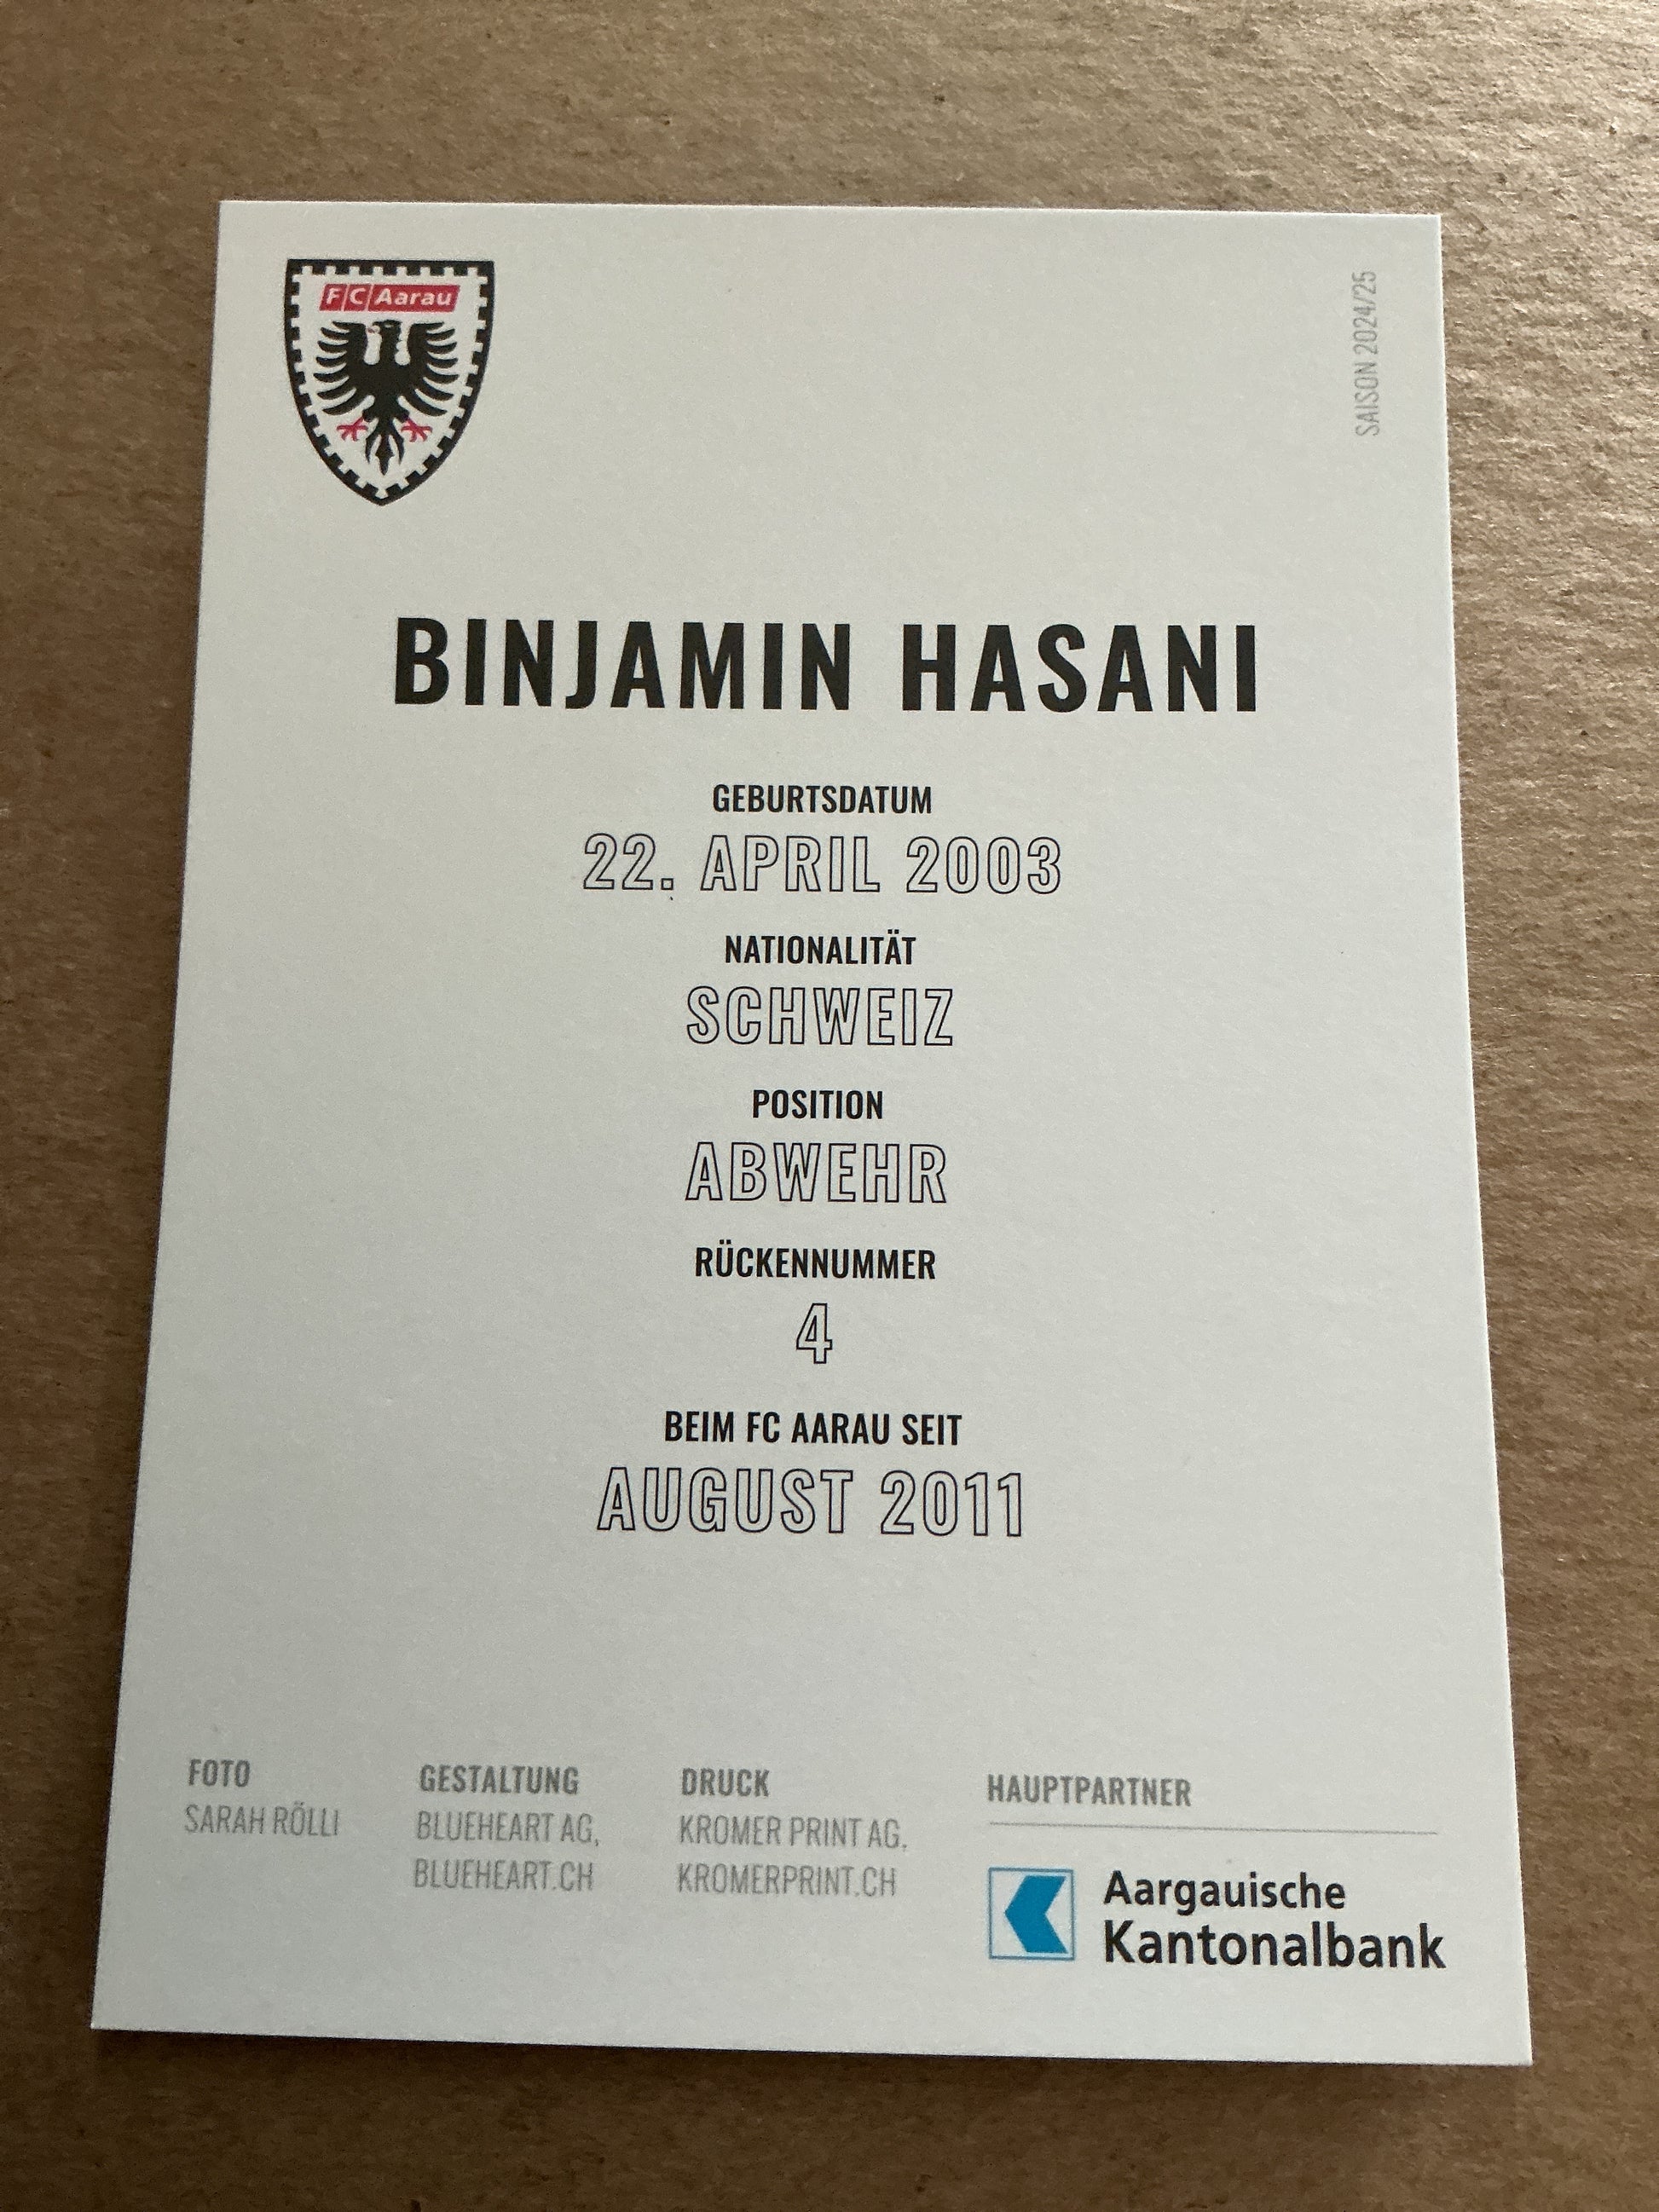 FC Aarau
SAISON 2024/25
BINJAMIN HASANI
GEBURTSDATUM
22. APRIL 2003
NATIONALITÄT
SCHWEIZ
POSITION
ABWEHR
RÜCKENNUMMER
4
BEIM FC AARAU SEIT
AUGUST 2011
FOTO
SARAH RÖLLI
GESTALTUNG
BLUEHEART AG,
BLUEHEART.CH
DRUCK
KROMER PRINT AG,
KROMERPRINT.CH
HAUPTPARTNER
Aargauische
Kantonalbank